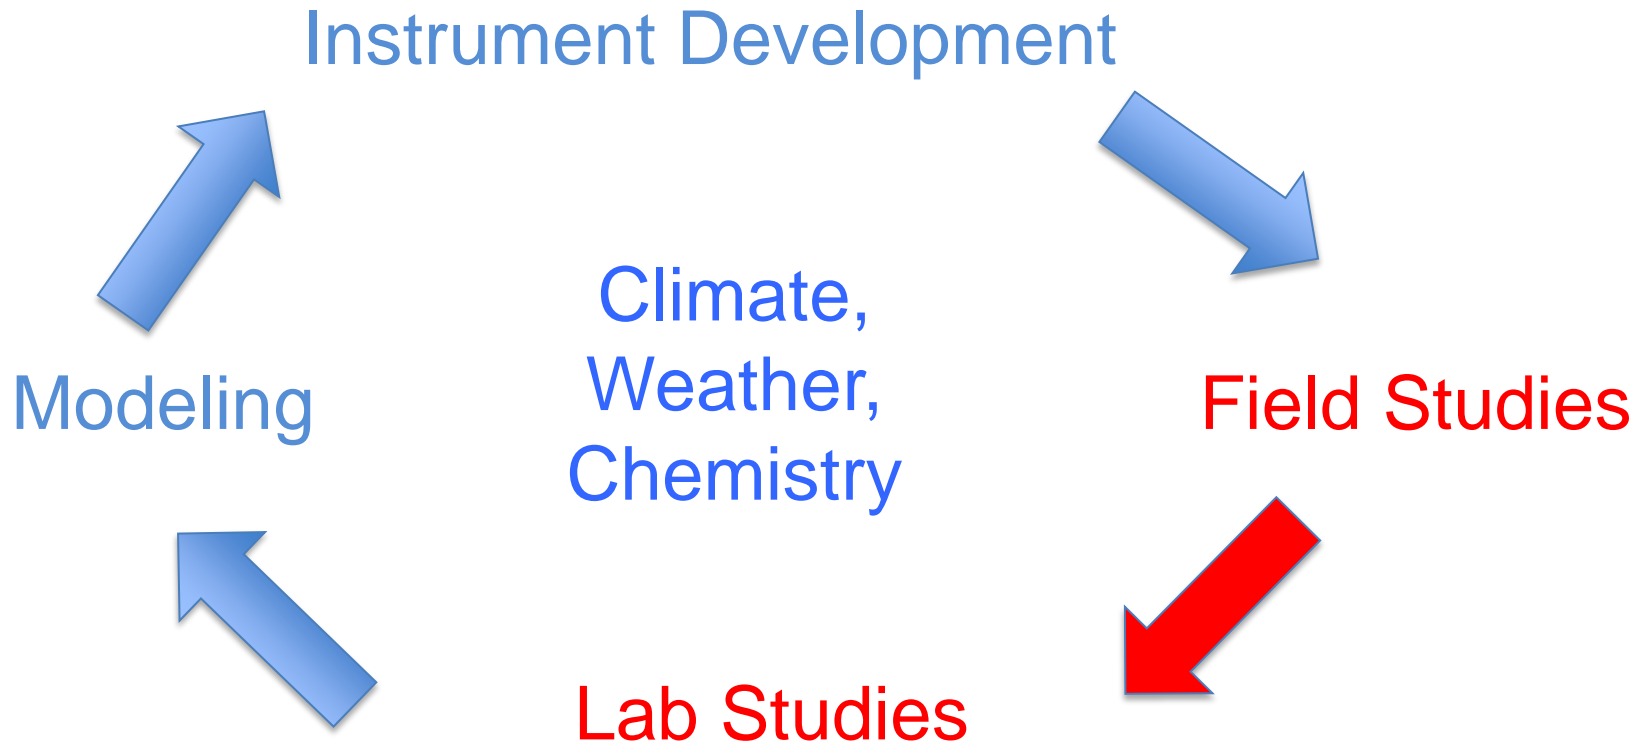 Instrument Development
Climate,
Weather,
Chemistry
Modeling
Field Studies
Lab Studies